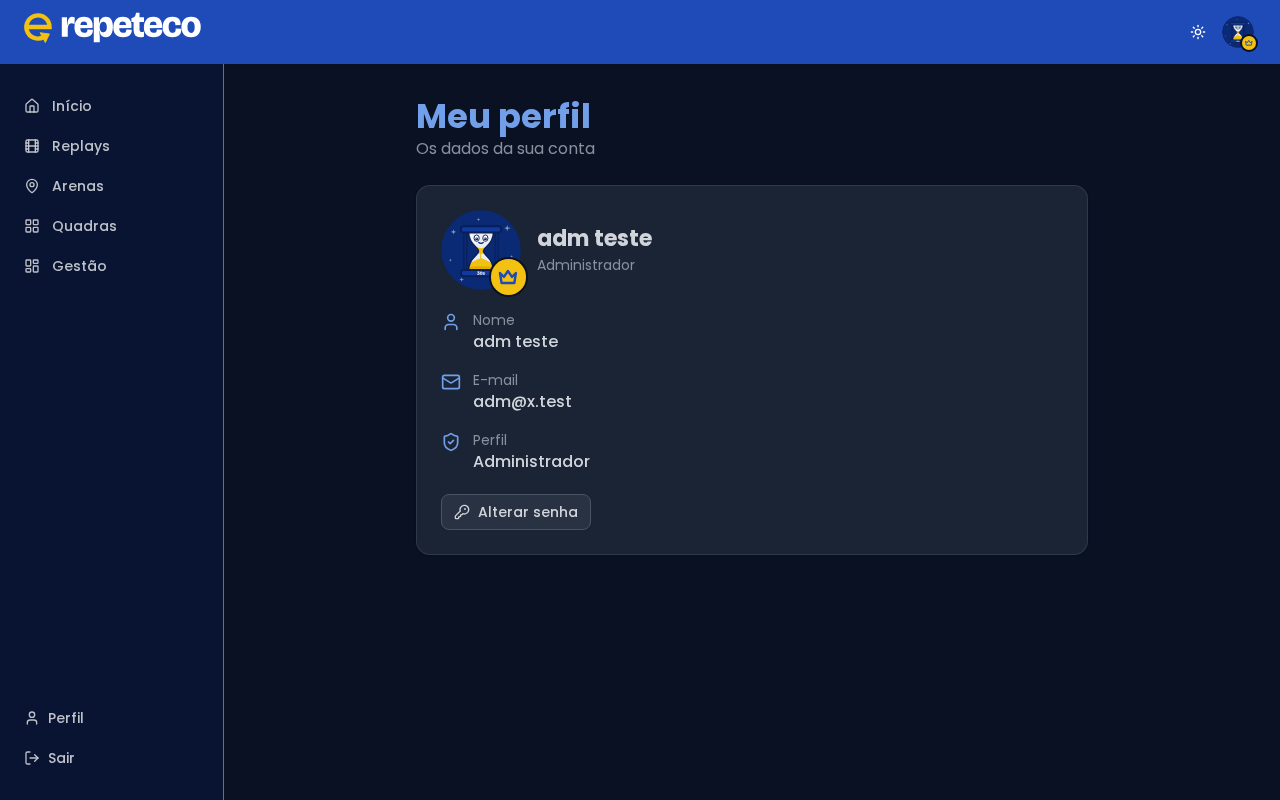 repeteco
Início
Replays
Arenas
Quadras
Gestão
Perfil
Sair
Meu perfil
Os dados da sua conta
adm teste
Administrador
Nome
adm teste
E-mail
adm@x.test
Perfil
Administrador
Alterar senha